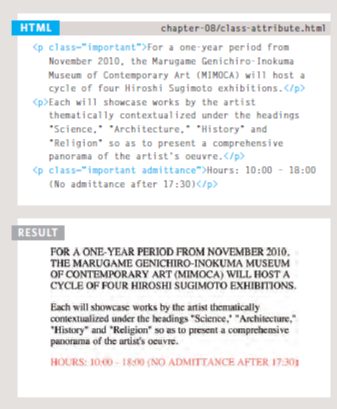 HTML
chapter-08/class-attribute.html
<p class="important">For a one-year period from
November 2010, the Marugame Genichiro-Inokuma
Museum of Contemporary Art (MIMOCA) will host a
cycle of four Hiroshi Sugimoto exhibitions.</p>
<p>Each will showcase works by the artist
thematically contextualized under the headings
"Science," "Architecture," "History" and
"Religion" so as to present a comprehensive
panorama of the artist's oeuvre.</p>
<p class="important admittance">Hours: 10:00 - 18:00
(No admittance after 17:30)</p>
RESULT
FOR A ONE-YEAR PERIOD FROM NOVEMBER 2010,
THE MARUGAME GENICHIRO-INOKUMA MUSEUM
OF CONTEMPORARY ART (MIMOCA) WILL HOST A
CYCLE OF FOUR HIROSHI SUGIMOTO EXHIBITIONS.
Each will showcase works by the artist thematically
contextualized under the headings "Science," "Architecture,"
"History" and "Religion" so as to present a comprehensive
panorama of the artist's oeuvre.
HOURS: 10:00 - 18:00 (NO ADMITTANCE AFTER 17:30)